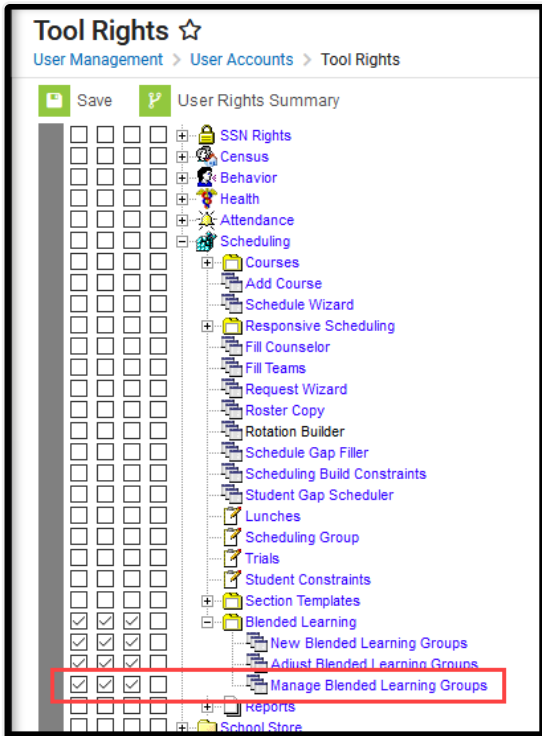 Tool Rights
User Management > User Accounts > Tool Rights
Save User Rights Summary
SSN Rights
Census
Behavior
Health
Attendance
Scheduling
Courses
Add Course
Schedule Wizard
Responsive Scheduling
Fill Counselor
Fill Teams
Request Wizard
Roster Copy
Rotation Builder
Schedule Gap Filler
Scheduling Build Constraints
Student Gap Scheduler
Lunches
Scheduling Group
Trials
Student Constraints
Section Templates
Blended Learning
New Blended Learning Groups
Adjust Blended Learning Groups
Manage Blended Learning Groups
Reports
School Store